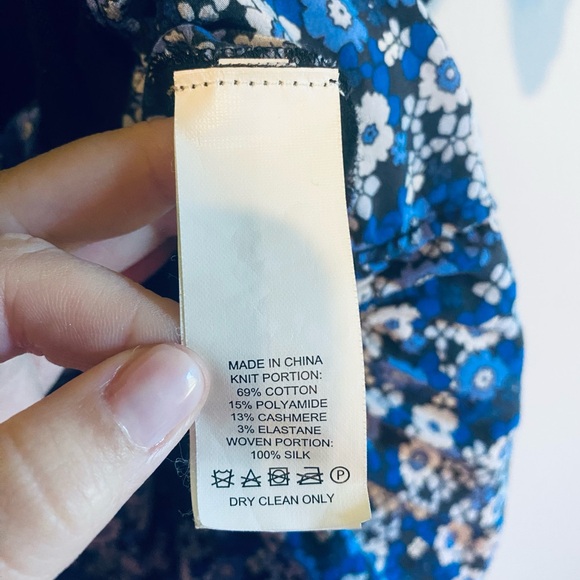 MADE IN CHINA
KNIT PORTION:
69% COTTON
15% POLYAMIDE
13% CASHMERE
3% ELASTANE
WOVEN PORTION:
100% SILK
P
DRY CLEAN ONLY